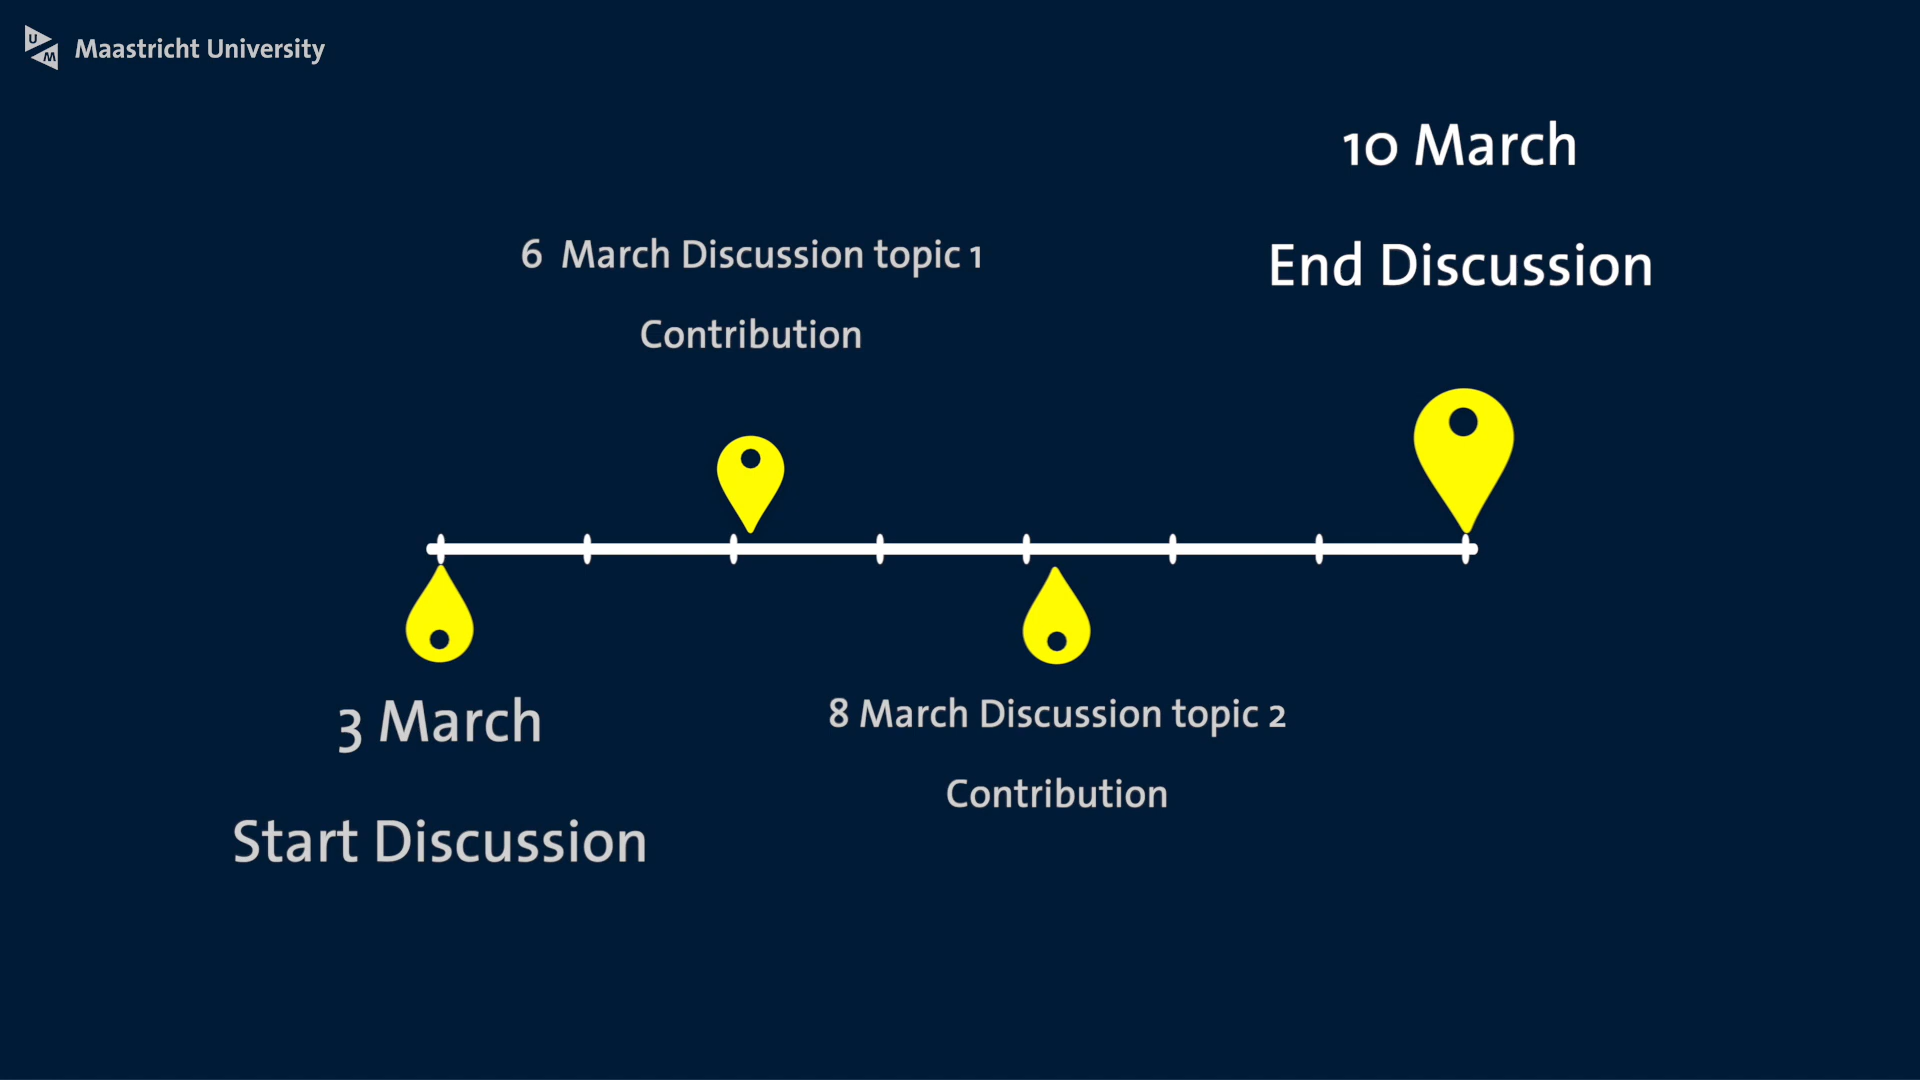 UM
Maastricht University
10 March
End Discussion
6 March Discussion topic 1
Contribution
3 March
Start Discussion
8 March Discussion topic 2
Contribution